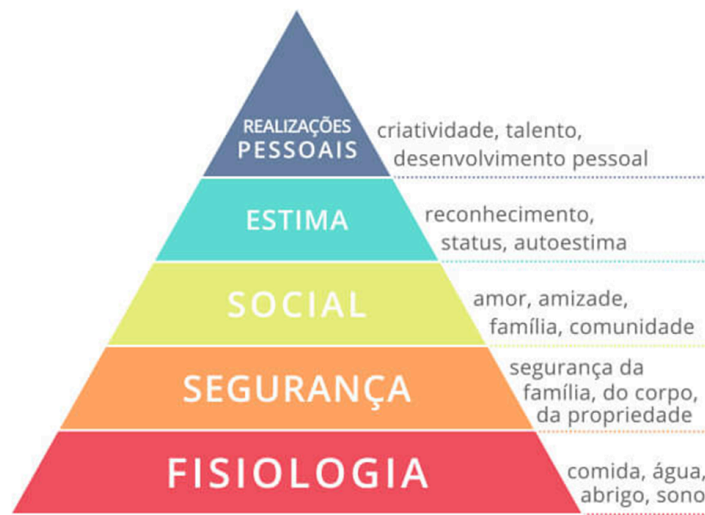 REALIZAÇÕES
PESSOAIS
criatividade, talento,
desenvolvimento pessoal
ESTIMA
reconhecimento,
status, autoestima
SOCIAL
amor, amizade,
família, comunidade
SEGURANÇA
segurança da
família, do corpo,
da propriedade
FISIOLOGIA
comida, água,
abrigo, sono